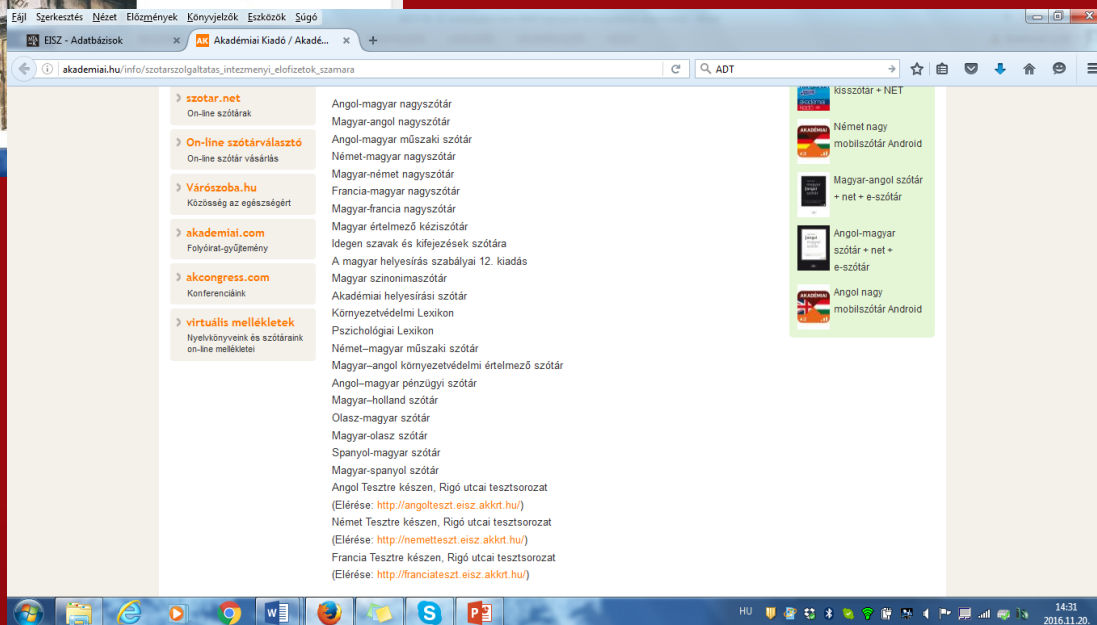 Fájl Szerkesztés Nézet Előzmények Könyvjelzők Eszközök Súgó
EISZ - Adatbázisok
AK Akadémiai Kiadó / Akadé...
akademiai.hu/info/szotarszolgaltatas_intezmenyi_elofizetok_szamara
ADT
szotar.net
On-line szótárak
On-line szótárválasztó
On-line szótár vásárlás
Várószoba.hu
Közösség az egészségért
akademiai.com
Folyóirat-gyűjtemény
akcongress.com
Konferenciáink
virtuális mellékletek
Nyelvkönyveink és szótáraink
on-line mellékletei
Angol-magyar nagyszótár
Magyar-angol nagyszótár
Angol-magyar műszaki szótár
Német-magyar nagyszótár
Magyar-német nagyszótár
Francia-magyar nagyszótár
Magyar-francia nagyszótár
Magyar értelmező kéziszótár
Idegen szavak és kifejezések szótára
A magyar helyesírás szabályai 12. kiadás
Magyar szinonimaszótár
Akadémiai helyesírási szótár
Környezetvédelmi Lexikon
Pszichológiai Lexikon
Német–magyar műszaki szótár
Magyar–angol környezetvédelmi értelmező szótár
Angol–magyar pénzügyi szótár
Magyar–holland szótár
Olasz-magyar szótár
Magyar-olasz szótár
Spanyol-magyar szótár
Magyar-spanyol szótár
Angol Tesztre készen, Rigó utcai tesztsorozat
(Elérése: http://angolteszt.eisz.akkrt.hu/)
Német Tesztre készen, Rigó utcai tesztsorozat
(Elérése: http://nemetteszt.eisz.akkrt.hu/)
Francia Tesztre készen, Rigó utcai tesztsorozat
(Elérése: http://franciateszt.eisz.akkrt.hu/)
kisszótár + NET
Német nagy
mobilszótár Android
Magyar-angol szótár
+ net + e-szótár
Angol-magyar
szótár + net +
e-szótár
Angol nagy
mobilszótár Android
HU
14:31
2016.11.20.